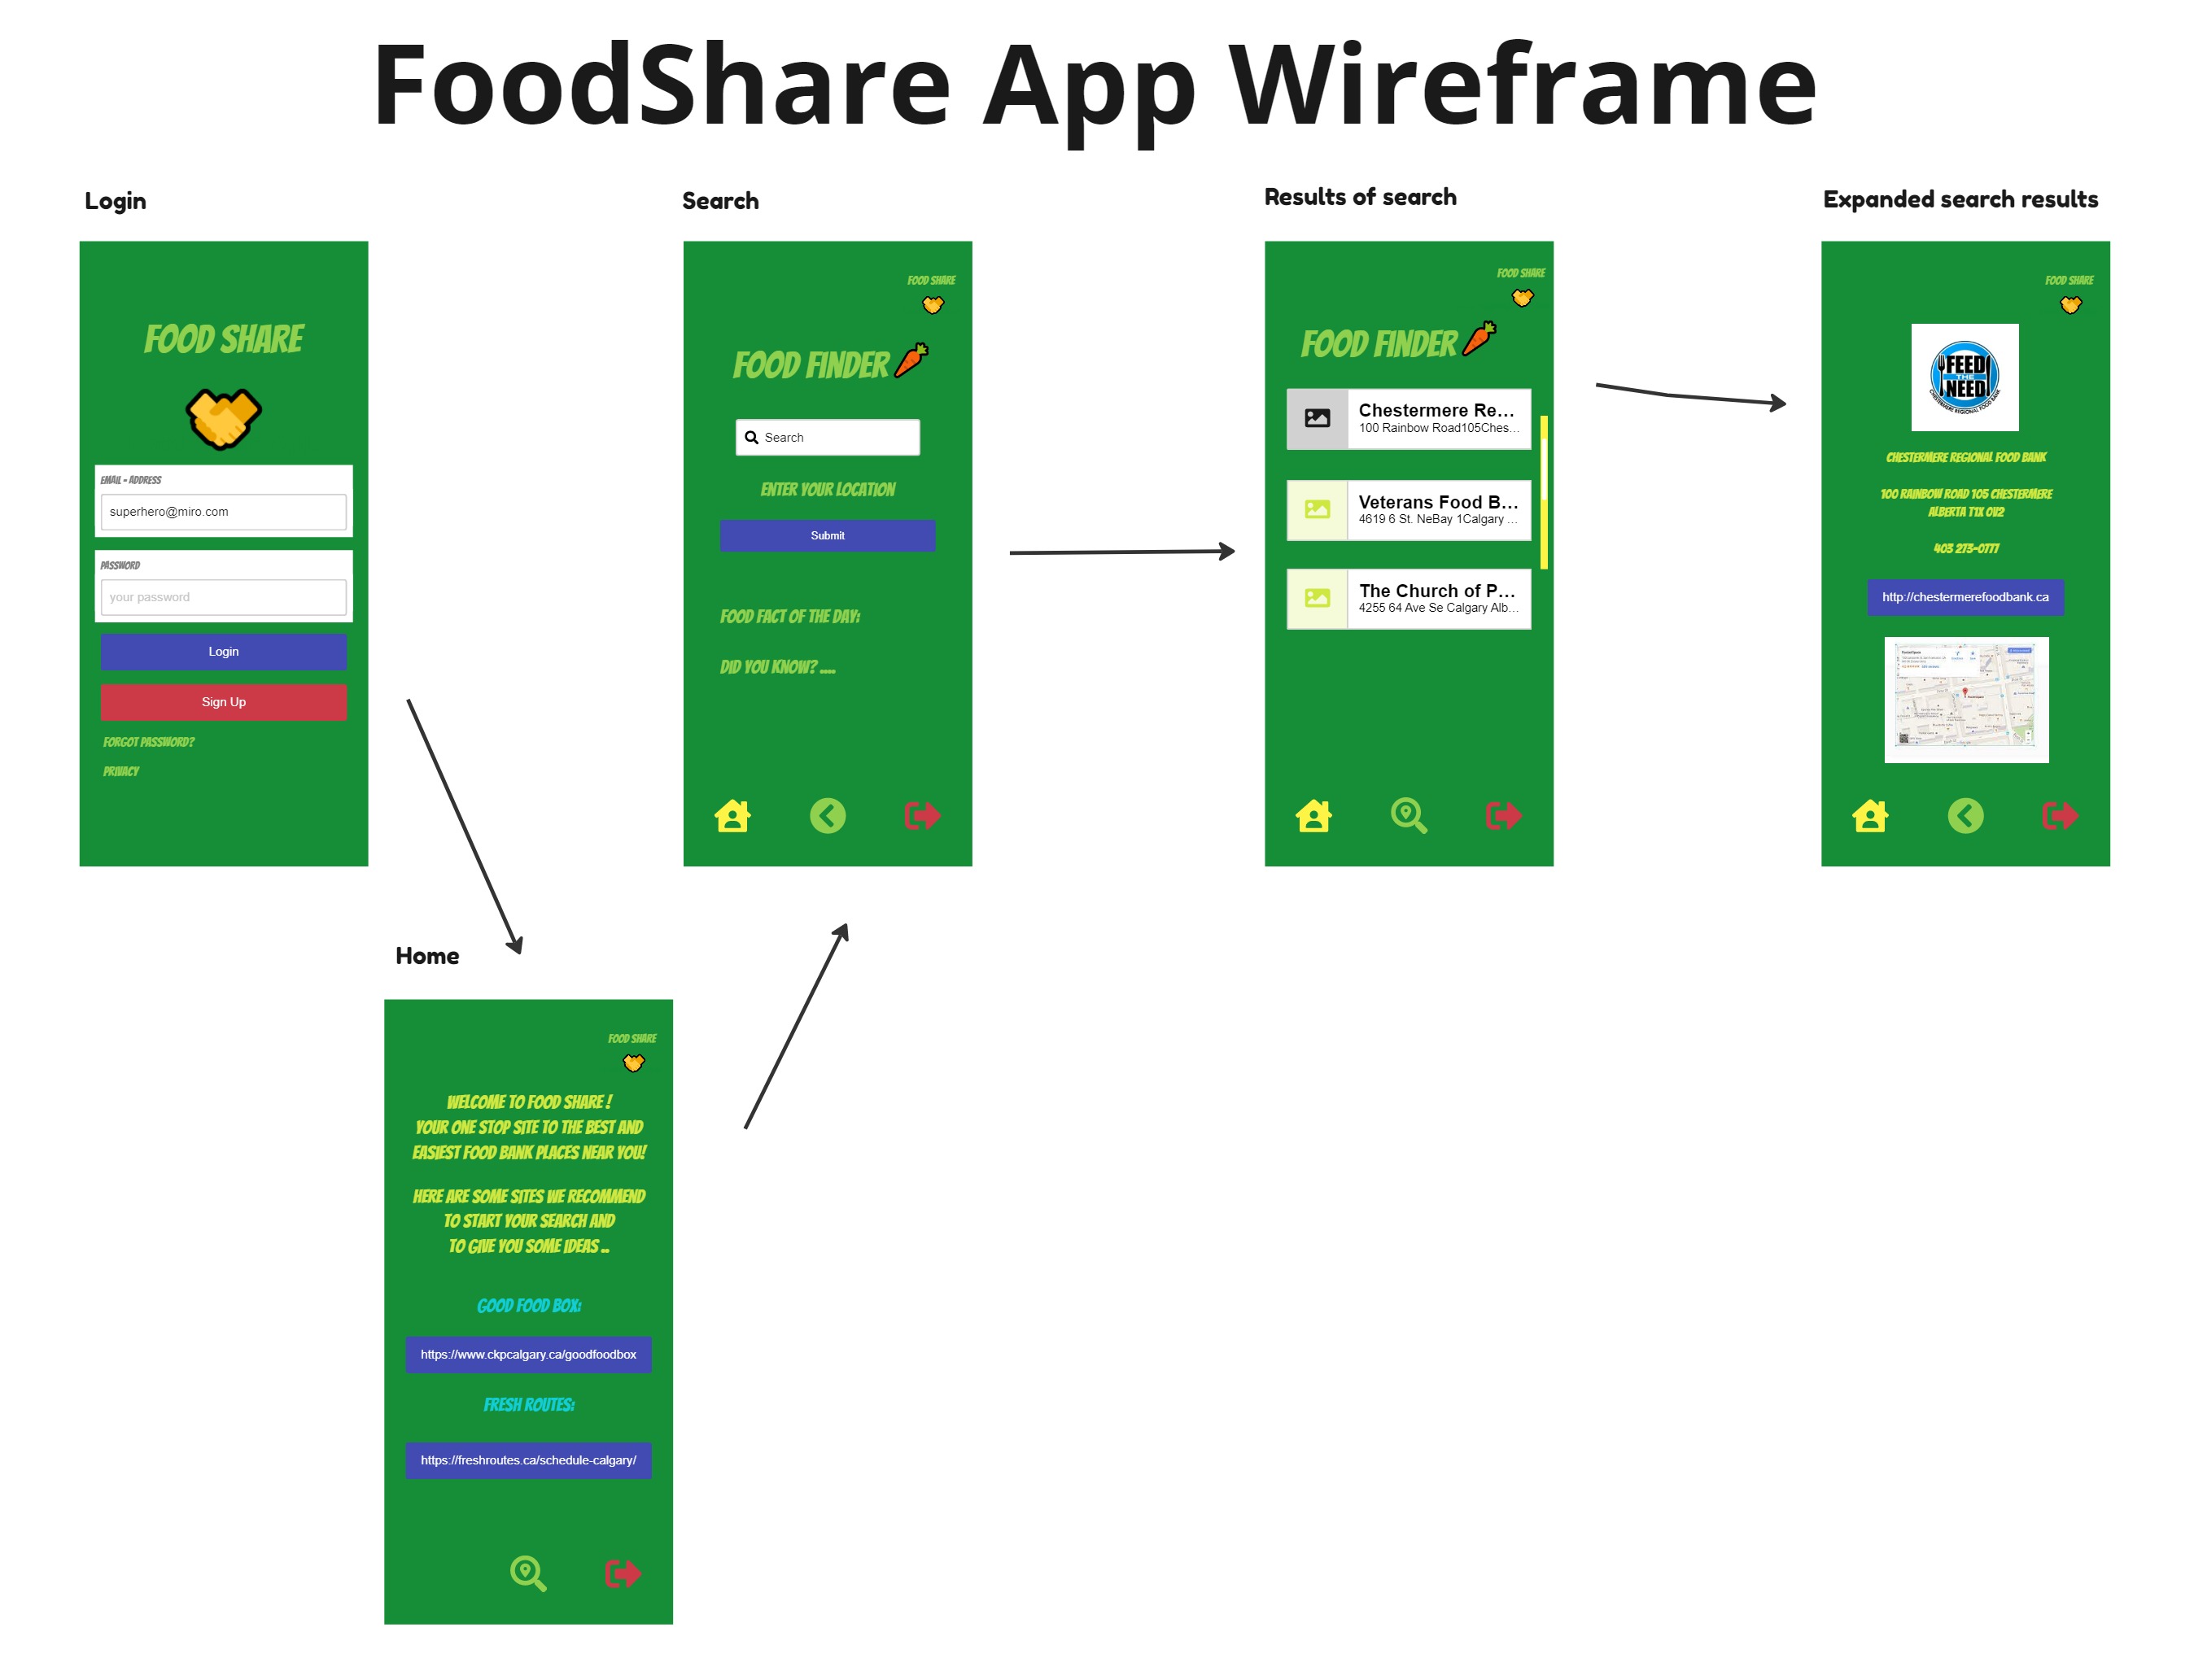 FoodShare App Wireframe
Login
FOOD SHARE
EMAIL - ADDRESS
superhero@miro.com
PASSWORD
your password
Login
Sign Up
FORGOT PASSWORD?
PRIVACY
Home
FOOD SHARE
WELCOME TO FOOD SHARE !
YOUR ONE STOP SITE TO THE BEST AND
EASIEST FOOD BANK PLACES NEAR YOU!
HERE ARE SOME SITES WE RECOMMEND
TO START YOUR SEARCH AND
TO GIVE YOU SOME IDEAS ..
GOOD FOOD BOX:
https://www.ckpcalgary.ca/goodfoodbox
FRESH ROUTES:
https://freshroutes.ca/schedule-calgary/
Search
FOOD SHARE
FOOD FINDER
Search
ENTER YOUR LOCATION
Submit
FOOD FACT OF THE DAY:
DID YOU KNOW? ....
Results of search
FOOD SHARE
FOOD FINDER
Chestermere Re...
100 Rainbow Road105Ches...
Veterans Food B...
4619 6 St. NeBay 1Calgary ...
The Church of P...
4255 64 Ave Se Calgary Alb...
Expanded search results
FOOD SHARE
FEED
THE
NEED
CHESTERMERE REGIONAL FOOD BANK
CHESTERMERE REGIONAL FOOD BANK
100 RAINBOW ROAD 105 CHESTERMERE
ALBERTA T1X 0V2
403 273-0777
http://chestermerefoodbank.ca